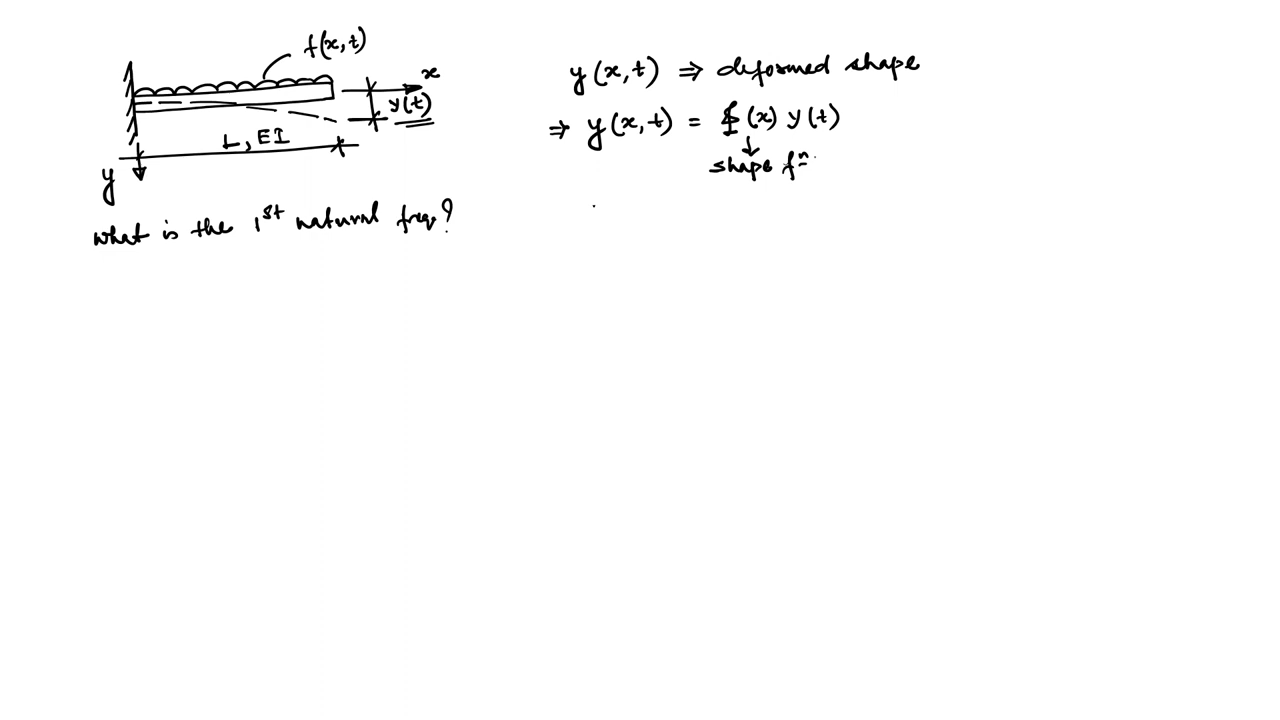 f(x,t)
x
y(t)
L, EI
y
what is the 1st natural freq?
y(x,t) ⇒ deformed shape
⇒ y(x,t) = Φ(x) y(t)
↓
shape fn